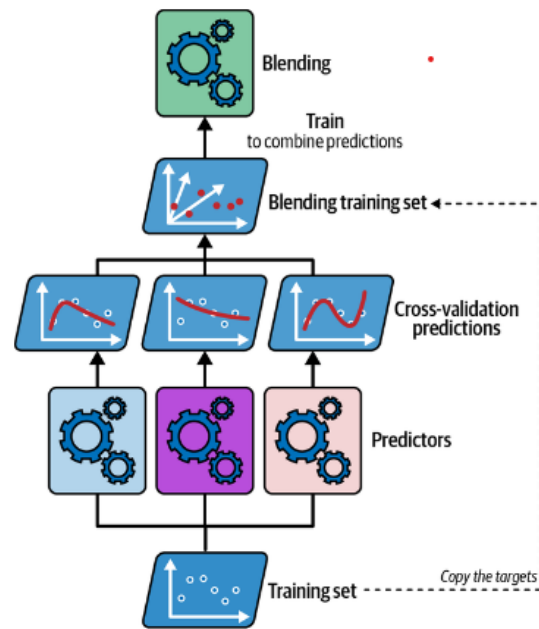 Blending
Train
to combine predictions
Blending training set
Cross-validation
predictions
Predictors
Copy the targets
Training set